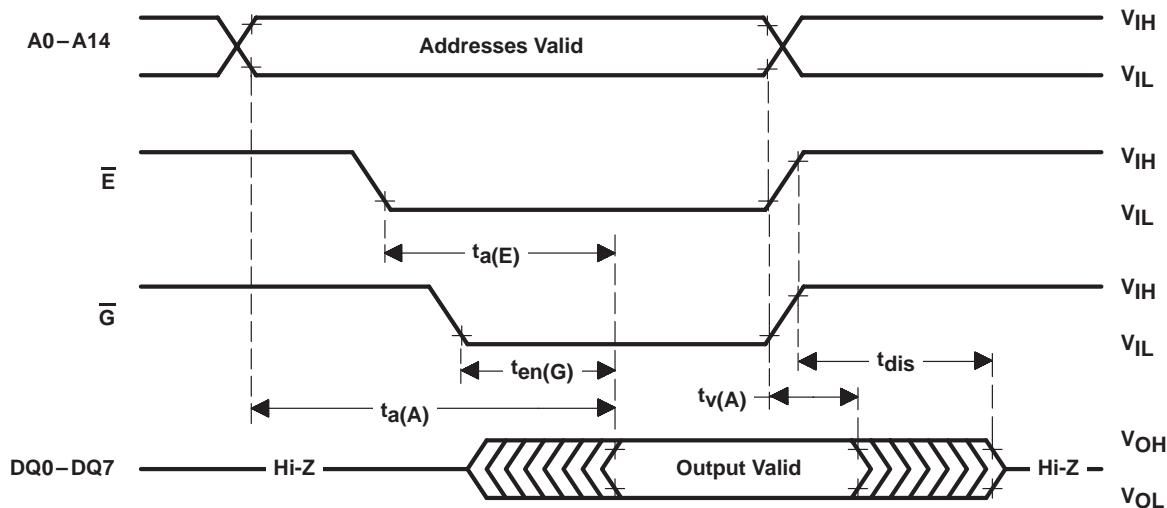 A0–A14
Addresses Valid
VIH
VIL
E
VIH
VIL
ta(E)
G
VIH
VIL
ten(G)
tdis
ta(A)
tv(A)
DQ0–DQ7
Hi-Z
Output Valid
Hi-Z
VOH
VOL